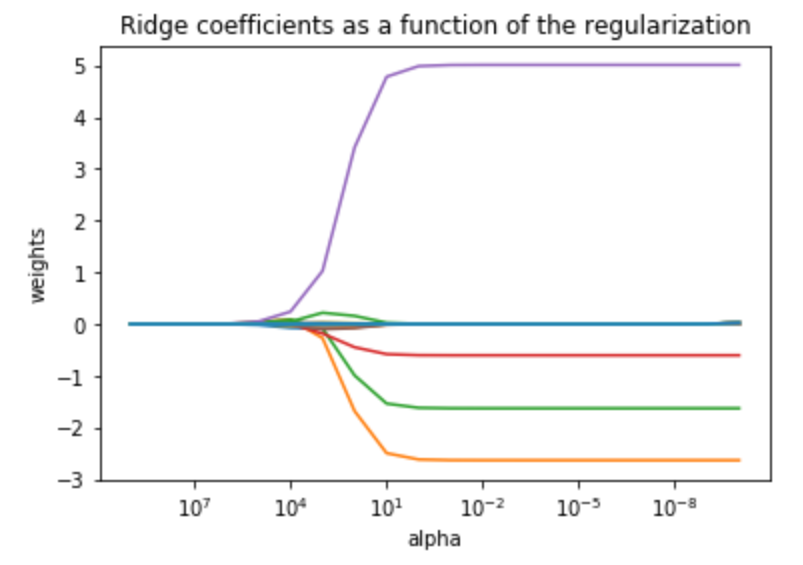 Ridge coefficients as a function of the regularization
5
4
3
2
1
0
−1
−2
−3
weights
10⁷ 10⁴ 10¹ 10⁻² 10⁻⁵ 10⁻⁸
alpha